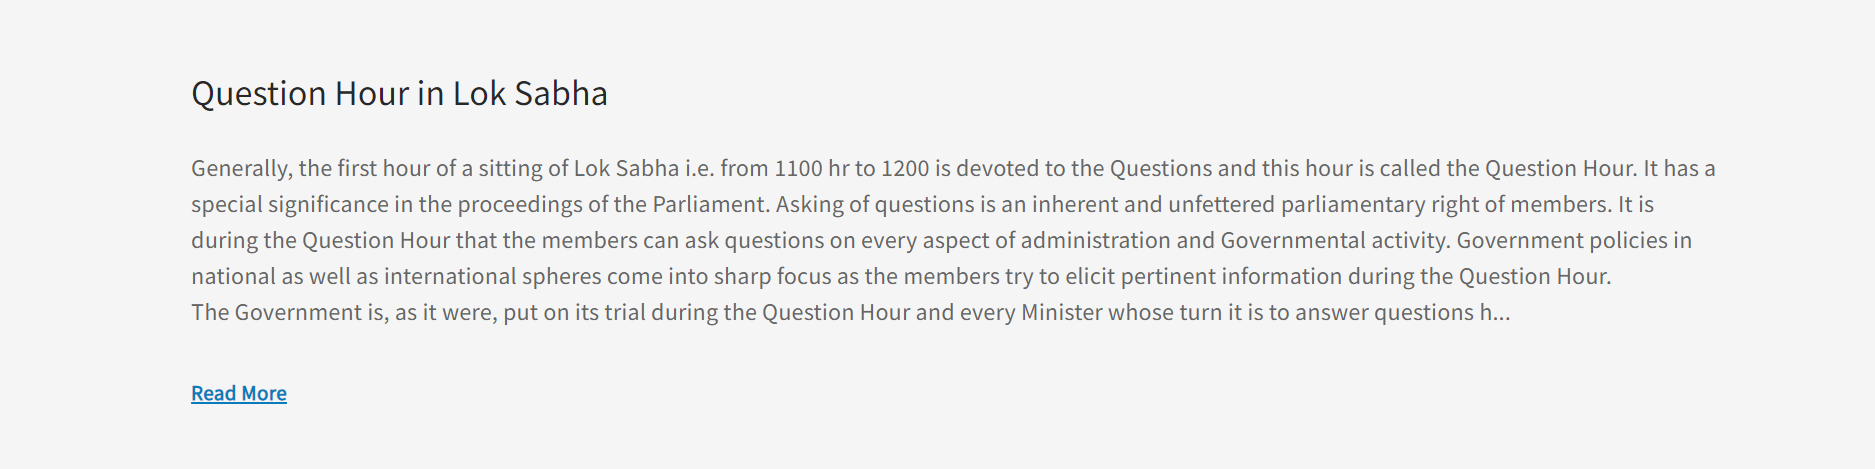 Question Hour in Lok Sabha
Generally, the first hour of a sitting of Lok Sabha i.e. from 1100 hr to 1200 is devoted to the Questions and this hour is called the Question Hour. It has a
special significance in the proceedings of the Parliament. Asking of questions is an inherent and unfettered parliamentary right of members. It is
during the Question Hour that the members can ask questions on every aspect of administration and Governmental activity. Government policies in
national as well as international spheres come into sharp focus as the members try to elicit pertinent information during the Question Hour.
The Government is, as it were, put on its trial during the Question Hour and every Minister whose turn it is to answer questions h...
Read More